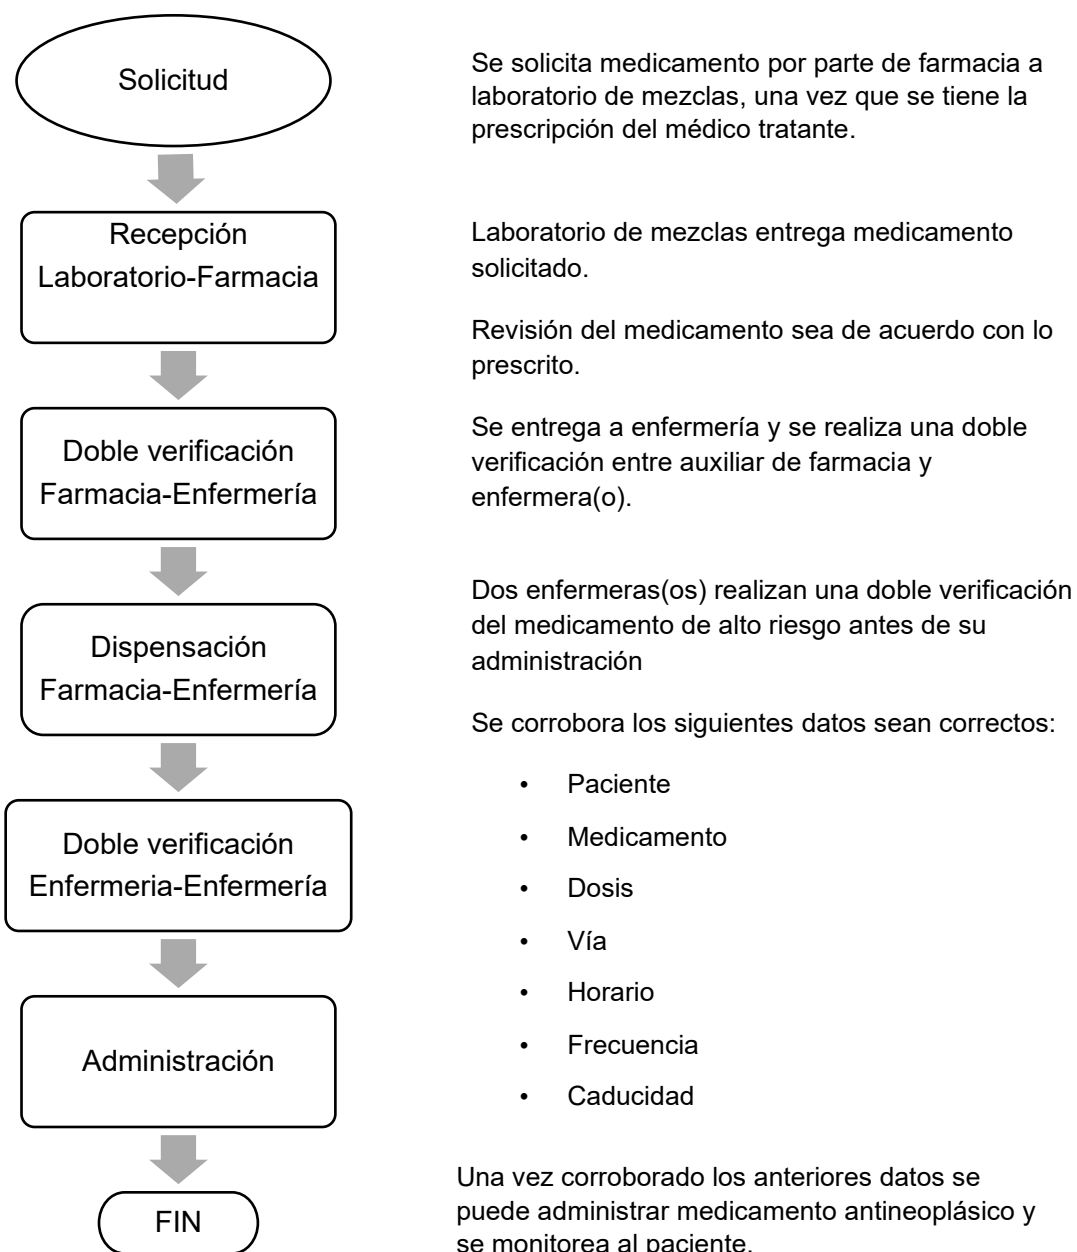 Solicitud
Se solicita medicamento por parte de farmacia a
laboratorio de mezclas, una vez que se tiene la
prescripción del médico tratante.
Recepción
Laboratorio-Farmacia
Laboratorio de mezclas entrega medicamento
solicitado.
Revisión del medicamento sea de acuerdo con lo
prescrito.
Doble verificación
Farmacia-Enfermería
Se entrega a enfermería y se realiza una doble
verificación entre auxiliar de farmacia y
enfermera(o).
Dispensación
Farmacia-Enfermería
Dos enfermeras(os) realizan una doble verificación
del medicamento de alto riesgo antes de su
administración
Se corrobora los siguientes datos sean correctos:
• Paciente
• Medicamento
• Dosis
• Vía
• Horario
• Frecuencia
• Caducidad
Doble verificación
Enfermeria-Enfermería
Administración
FIN
Una vez corroborado los anteriores datos se
puede administrar medicamento antineoplásico y
se monitorea al paciente.